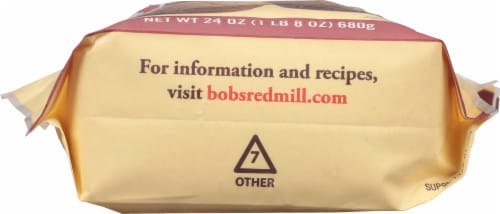 NET WT 24 OZ (1 LB 8 OZ) 680g
For information and recipes,
visit bobsredmill.com
7
OTHER